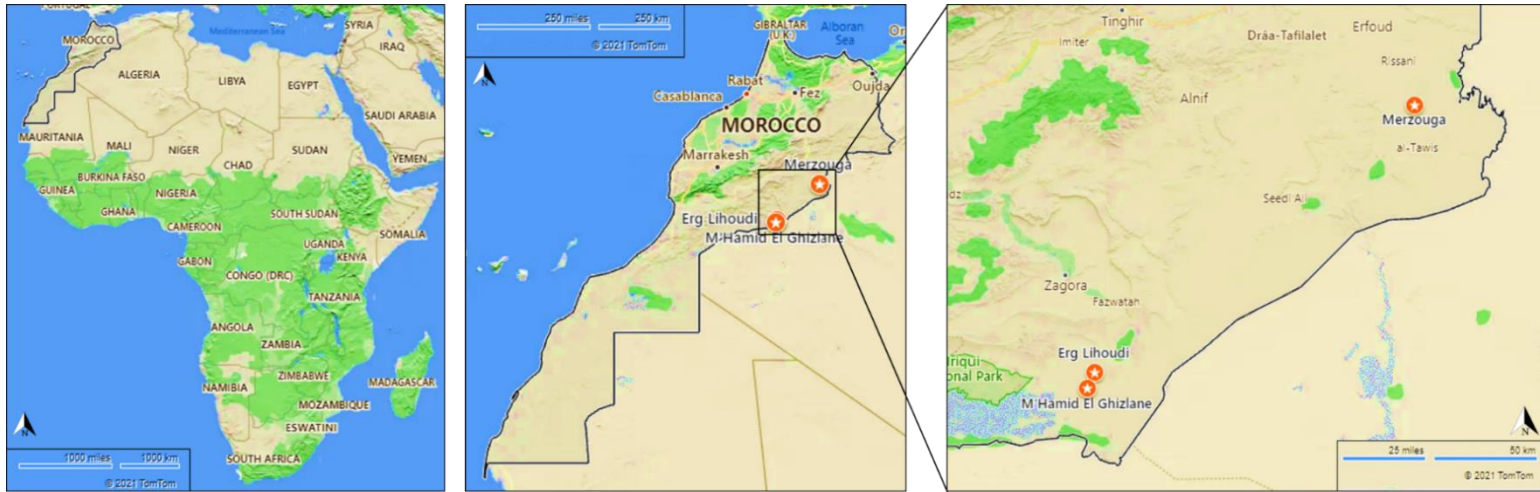 PORTUGAL
Mediterranean Sea
SYRIA
MOROCCO
IRAQ
ALGERIA
LIBYA
EGYPT
SAUDI ARABIA
MAURITANIA
MALI
NIGER
CHAD
SUDAN
YEMEN
BURKINA FASO
GUINEA
NIGERIA
GHANA
SOUTH SUDAN
CAMEROON
SOMALIA
UGANDA
GABON
KENYA
CONGO (DRC)
TANZANIA
ANGOLA
ZAMBIA
NAMIBIA
ZIMBABWE
MADAGASCAR
MOZAMBIQUE
ESWATINI
SOUTH AFRICA
N
1000 miles 1000 km
© 2021 TomTom
250 miles 250 km
© 2021 TomTom
GIBRALTAR
(U.K.)
Alboran
Sea
Or
N
Rabat
Oujda
Casablanca
Fez
MOROCCO
Marrakesh
Merzouga
Erg Lihoudi
M'Hamid El Ghizlane
Tinghir
Imiter
Drâa-Tafilalet
Erfoud
Rissani
Alnif
Merzouga
al-Tawis
dz
Seedi Ali
Zagora
Fazwatah
Erg Lihoudi
Iriqui
onal Park
M'Hamid El Ghizlane
N
25 miles 50 km
© 2021 TomTom